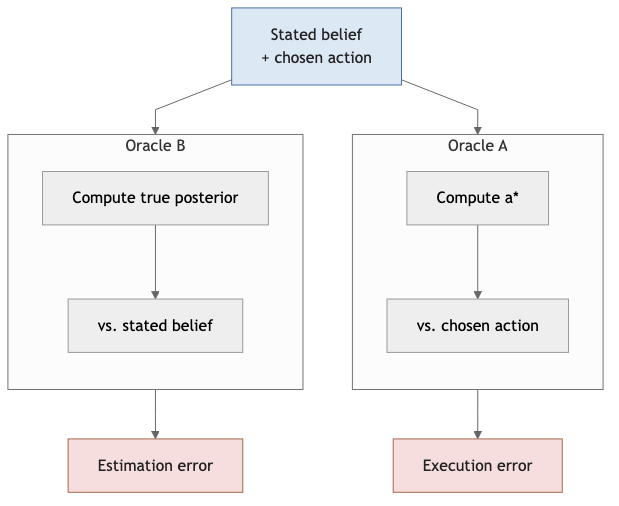 Stated belief
+ chosen action
Oracle B
Compute true posterior
vs. stated belief
Estimation error
Oracle A
Compute a*
vs. chosen action
Execution error